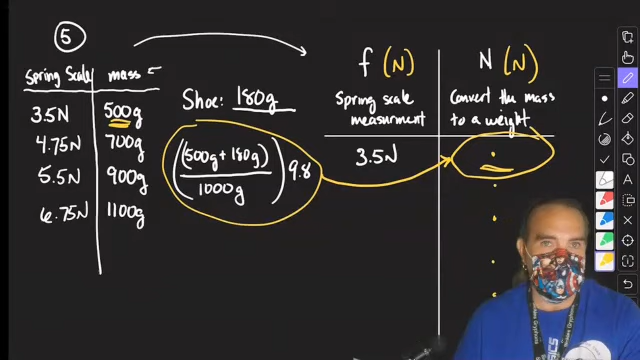 5
Spring Scale mass =
3.5N 500g
4.75N 700g
5.5N 900g
6.75N 1100g
Shoe: 180g
((500g + 180g) / 1000g) 9.8
f (N) N (N)
Spring scale measurment
Convert the mass to a weight
3.5N